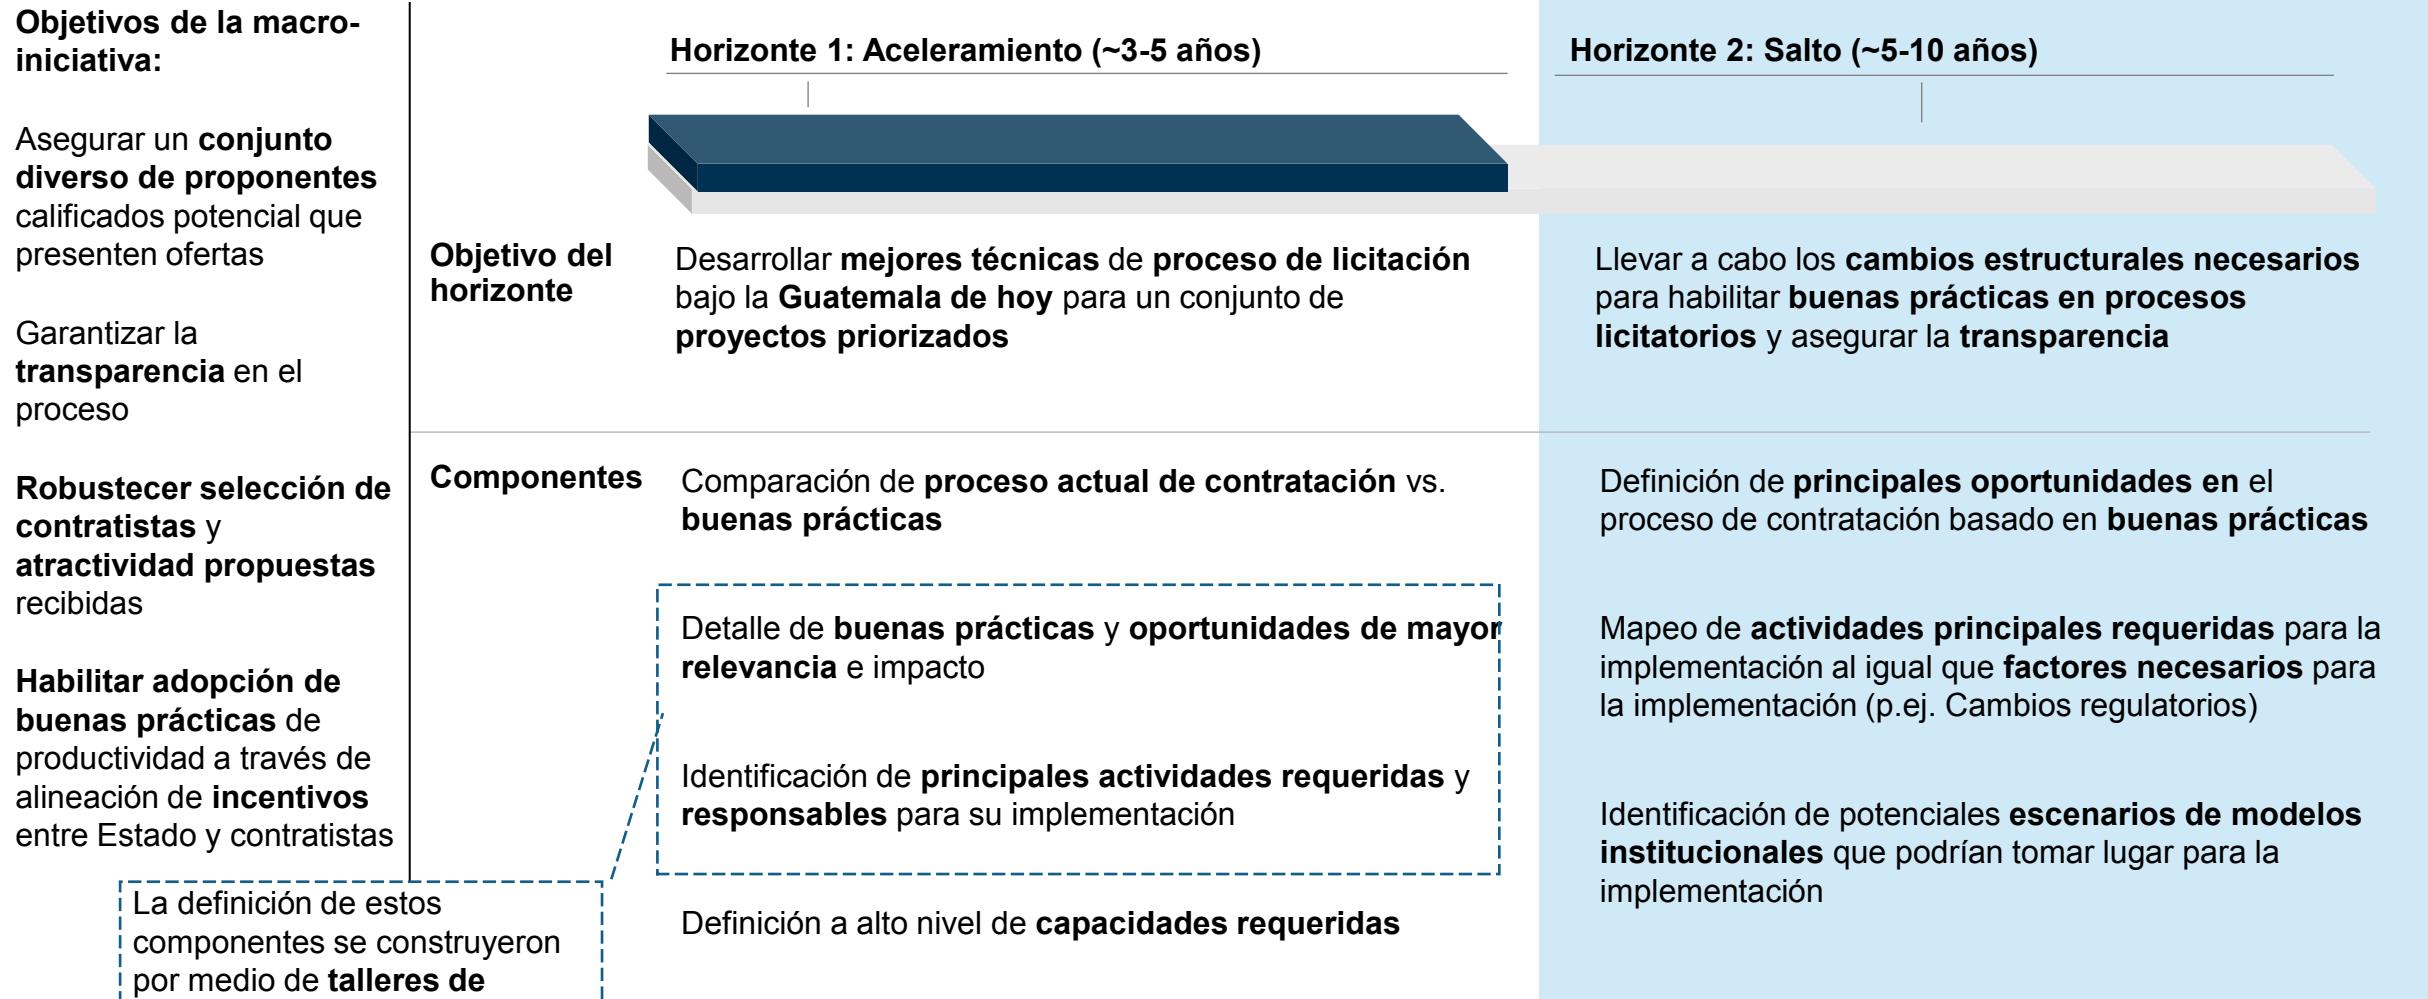 Objetivos de la macro-
iniciativa:
Asegurar un conjunto
diverso de proponentes
calificados potencial que
presenten ofertas
Garantizar la
transparencia en el
proceso
Robustecer selección de
contratistas y
atractividad propuestas
recibidas
Habilitar adopción de
buenas prácticas de
productividad a través de
alineación de incentivos
entre Estado y contratistas
La definición de estos
componentes se construyeron
por medio de talleres de
Horizonte 1: Aceleramiento (~3-5 años)
Horizonte 2: Salto (~5-10 años)
Objetivo del
horizonte
Desarrollar mejores técnicas de proceso de licitación
bajo la Guatemala de hoy para un conjunto de
proyectos priorizados
Llevar a cabo los cambios estructurales necesarios
para habilitar buenas prácticas en procesos
licitatorios y asegurar la transparencia
Componentes
Comparación de proceso actual de contratación vs.
buenas prácticas
Detalle de buenas prácticas y oportunidades de mayor
relevancia e impacto
Identificación de principales actividades requeridas y
responsables para su implementación
Definición a alto nivel de capacidades requeridas
Definición de principales oportunidades en el
proceso de contratación basado en buenas prácticas
Mapeo de actividades principales requeridas para la
implementación al igual que factores necesarios para
la implementación (p.ej. Cambios regulatorios)
Identificación de potenciales escenarios de modelos
institucionales que podrían tomar lugar para la
implementación